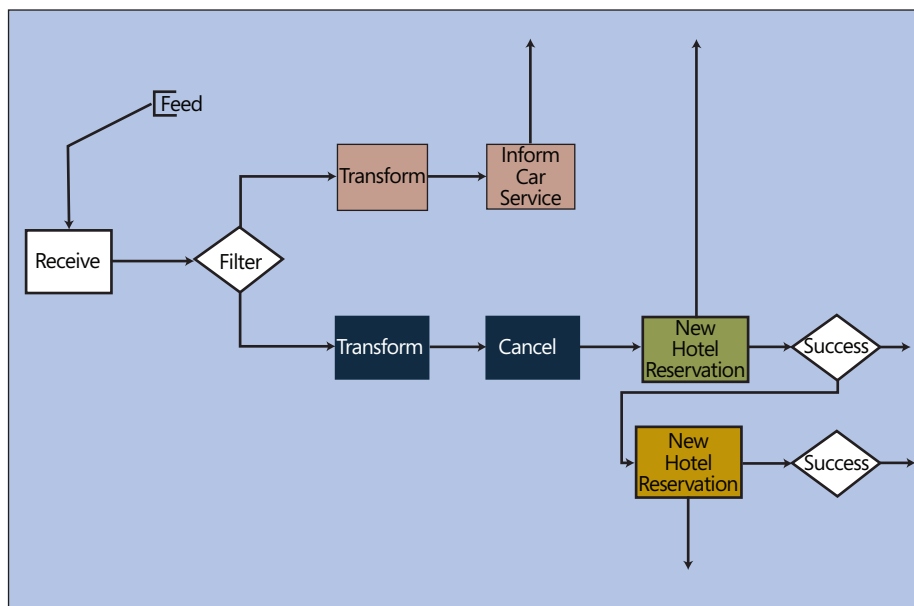 Feed
Transform
Inform
Car
Service
Receive
Filter
Transform
Cancel
New
Hotel
Reservation
Success
New
Hotel
Reservation
Success